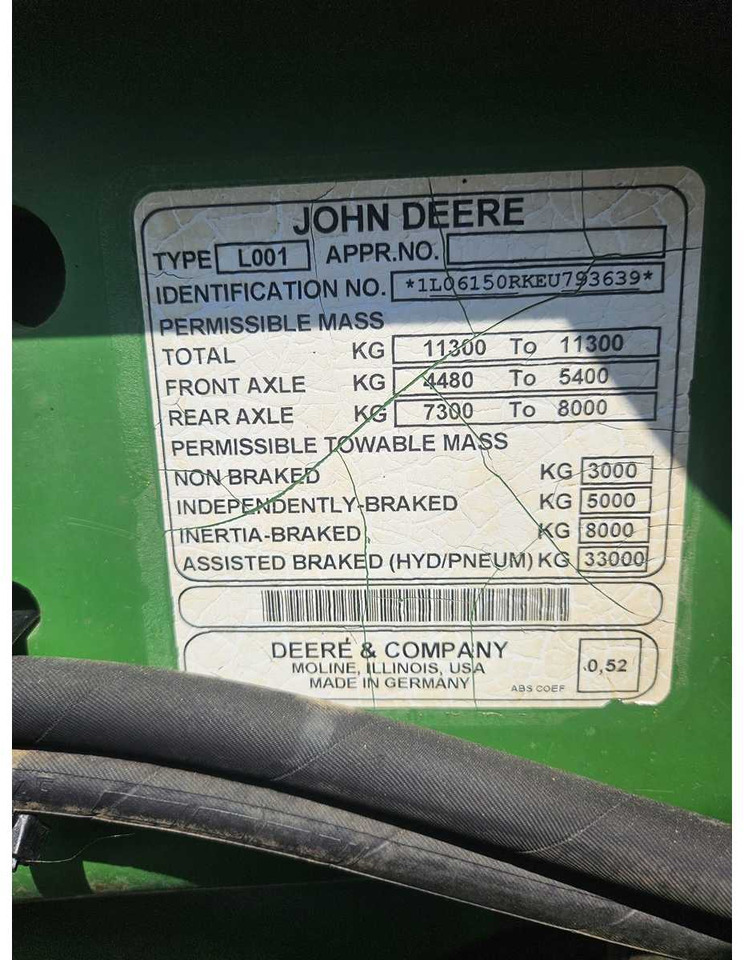 JOHN DEERE
TYPE L001 APPR.NO.
IDENTIFICATION NO. *1L06150RKEU793639*
PERMISSIBLE MASS
TOTAL KG 11300 To 11300
FRONT AXLE KG 4480 To 5400
REAR AXLE KG 7300 To 8000
PERMISSIBLE TOWABLE MASS
NON BRAKED KG 3000
INDEPENDENTLY-BRAKED KG 5000
INERTIA-BRAKED KG 8000
ASSISTED BRAKED (HYD/PNEUM) KG 33000
DEERE & COMPANY
MOLINE, ILLINOIS, USA
MADE IN GERMANY
ABS COEF 0,52